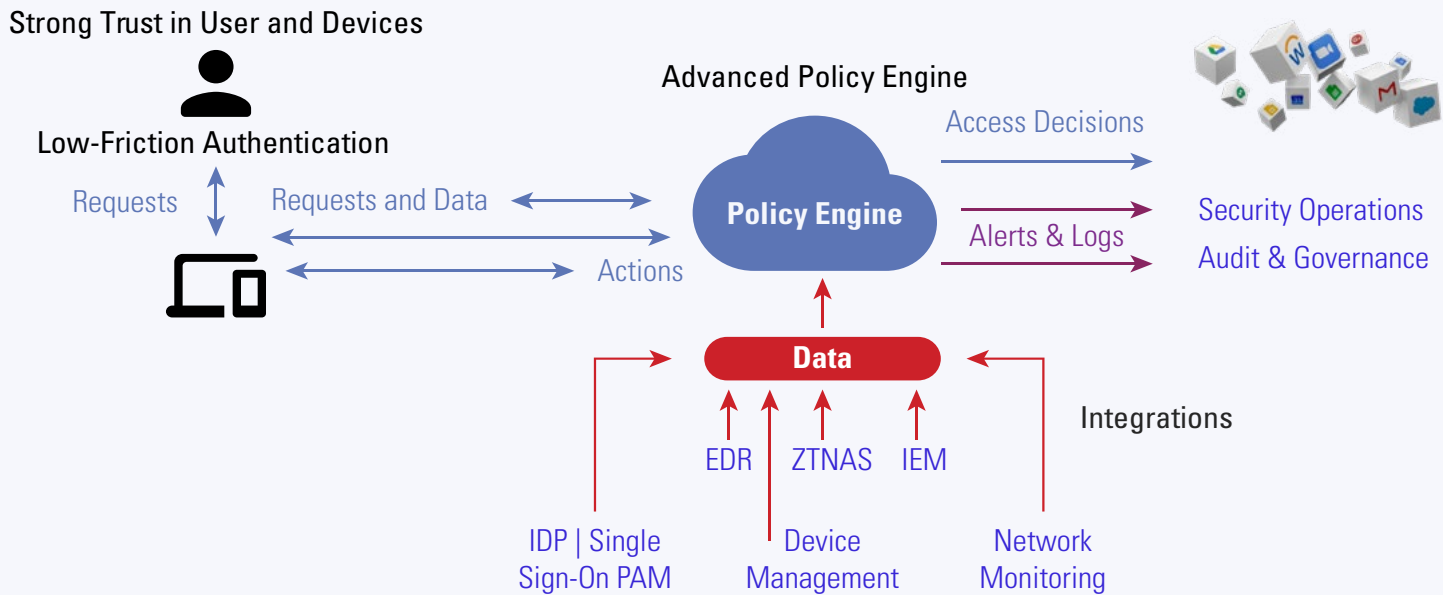 Strong Trust in User and Devices
Low-Friction Authentication
Requests
Requests and Data
Actions
Advanced Policy Engine
Policy Engine
Access Decisions
Alerts & Logs
Security Operations
Audit & Governance
Data
Integrations
EDR
ZTNAS
IEM
IDP | Single
Sign-On PAM
Device
Management
Network
Monitoring